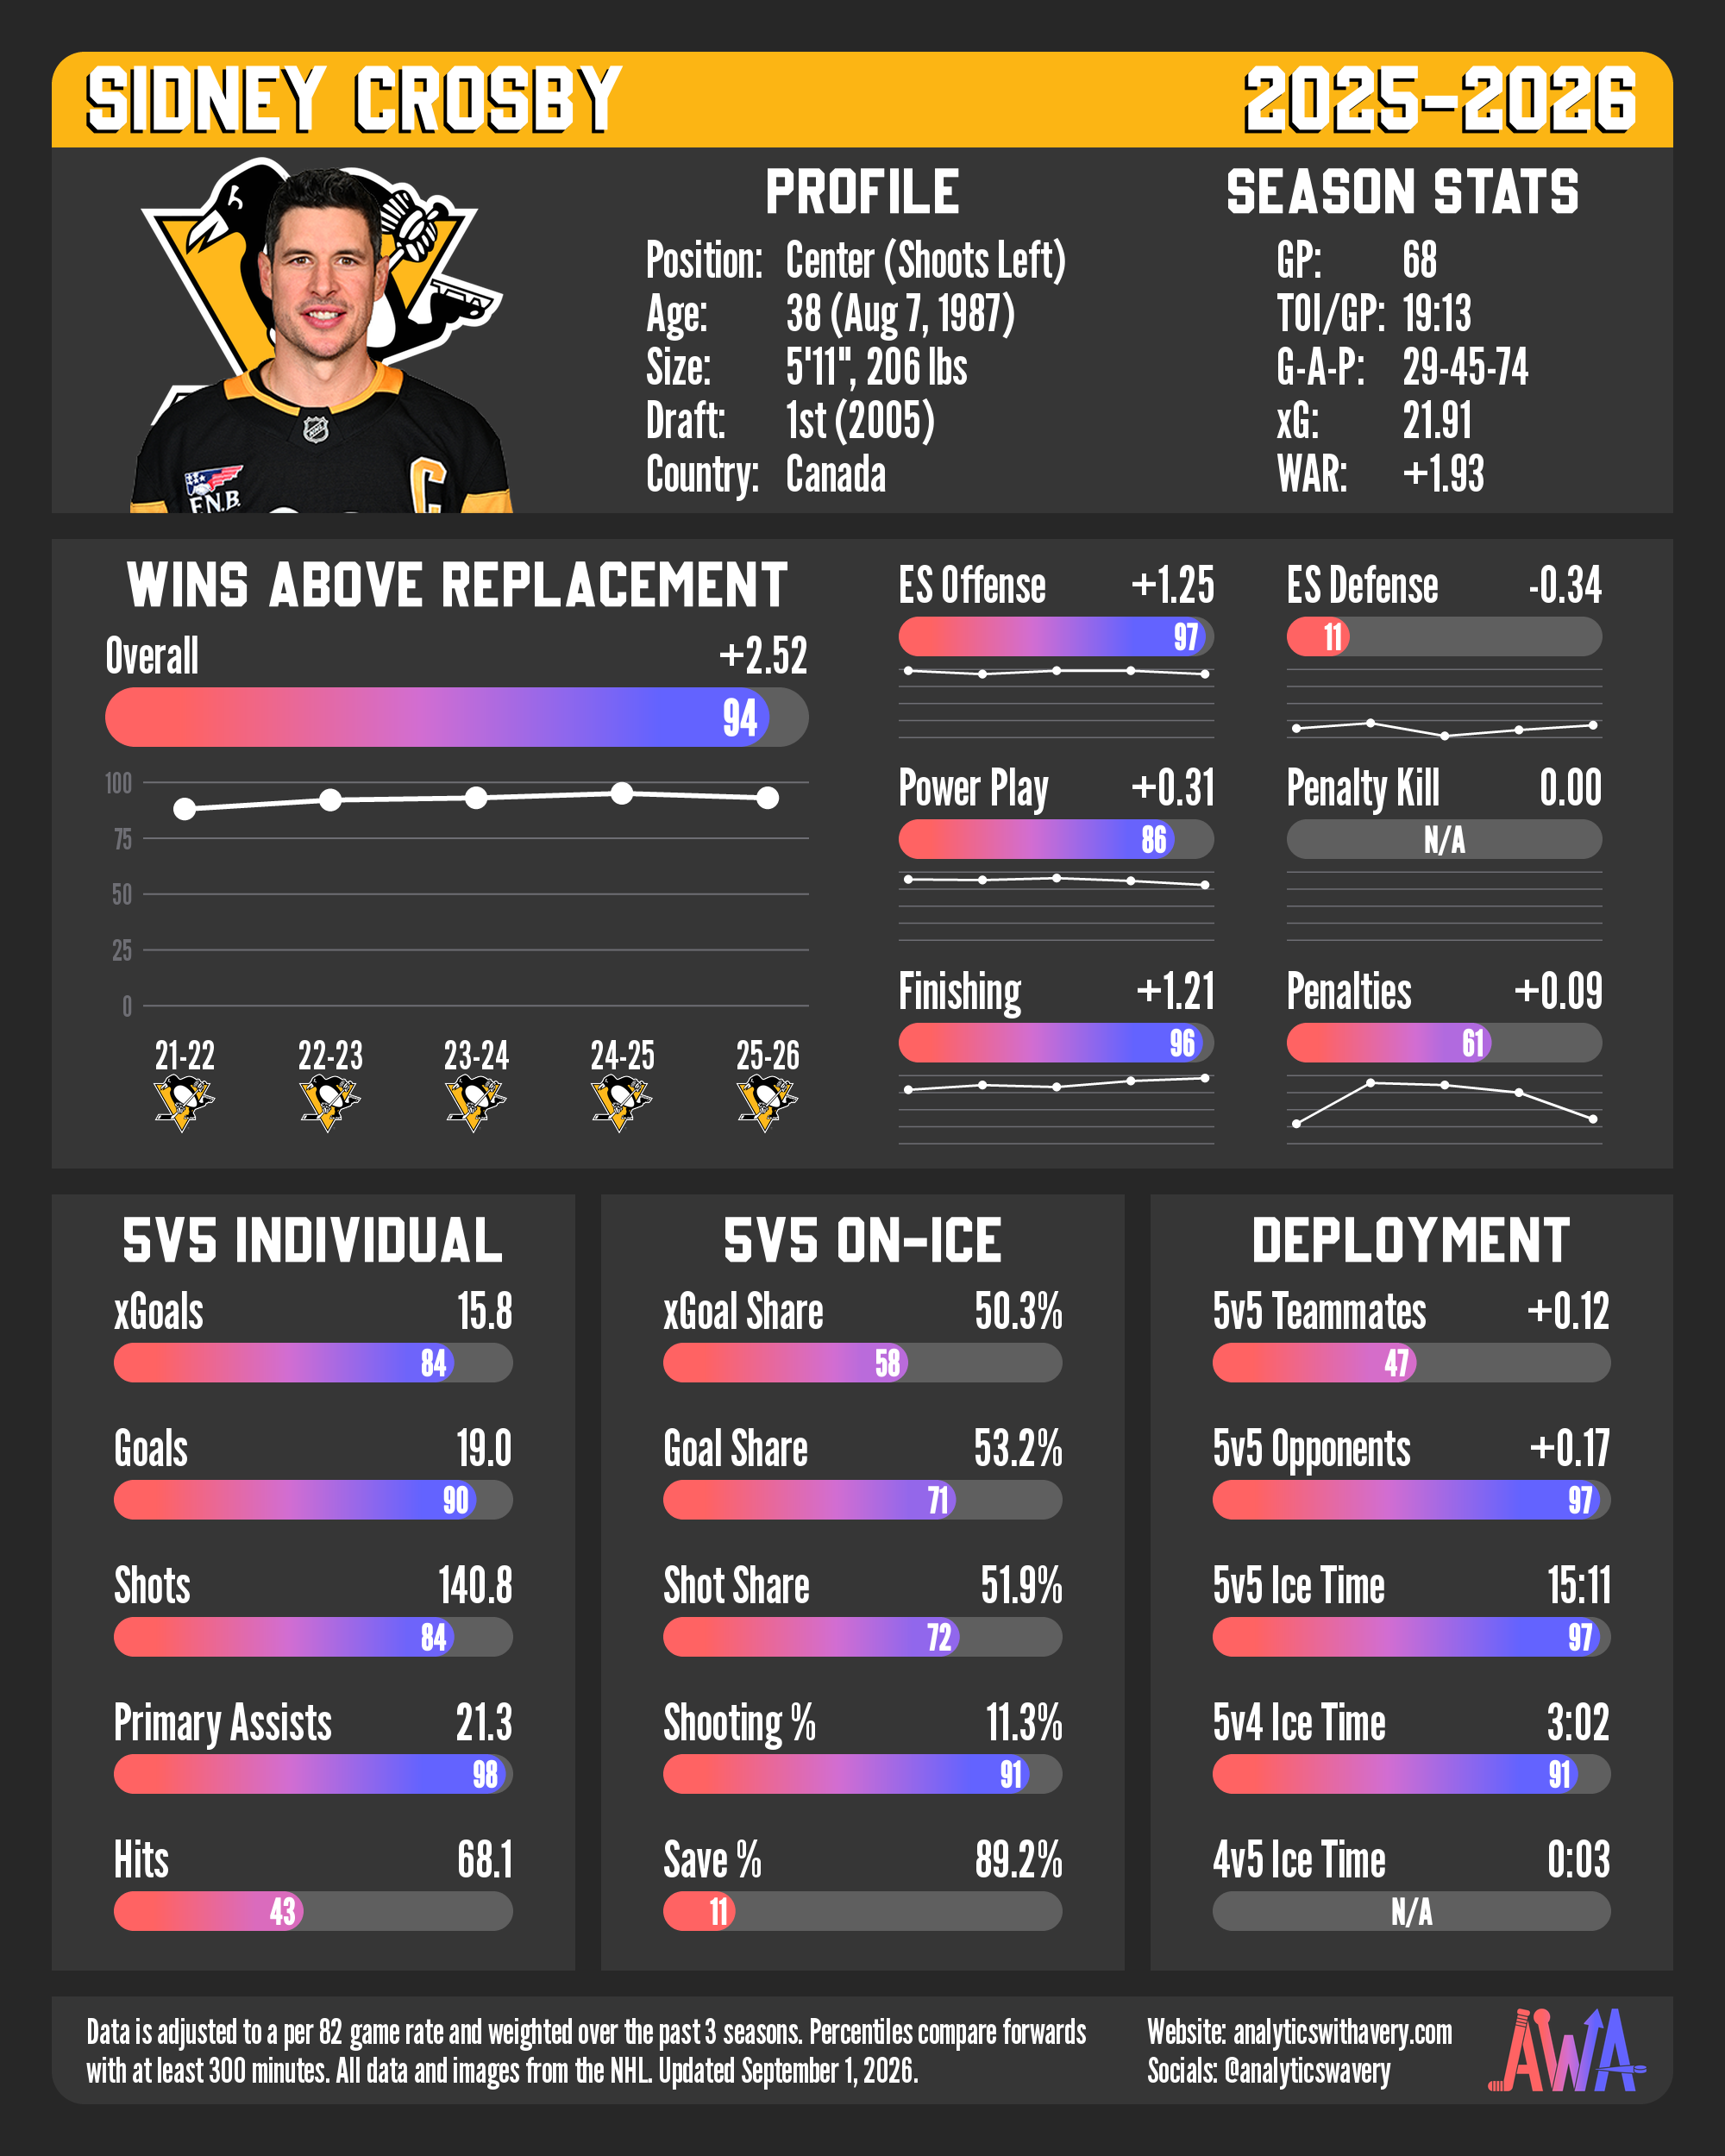 SIDNEY CROSBY
2025-2026
PROFILE
Position: Center (Shoots Left)
Age: 38 (Aug 7, 1987)
Size: 5'11", 206 lbs
Draft: 1st (2005)
Country: Canada
SEASON STATS
GP: 68
TOI/GP: 19:13
G-A-P: 29-45-74
xG: 21.91
WAR: +1.93
F.N.B.
C
NHL
WINS ABOVE REPLACEMENT
Overall +2.52
94
100
75
50
25
0
21-22 22-23 23-24 24-25 25-26
ES Offense +1.25
97
ES Defense -0.34
11
Power Play +0.31
86
Penalty Kill 0.00
N/A
Finishing +1.21
96
Penalties +0.09
61
5V5 INDIVIDUAL
xGoals 15.8
84
Goals 19.0
90
Shots 140.8
84
Primary Assists 21.3
98
Hits 68.1
43
5V5 ON-ICE
xGoal Share 50.3%
58
Goal Share 53.2%
71
Shot Share 51.9%
72
Shooting % 11.3%
91
Save % 89.2%
11
DEPLOYMENT
5v5 Teammates +0.12
47
5v5 Opponents +0.17
97
5v5 Ice Time 15:11
97
5v4 Ice Time 3:02
91
4v5 Ice Time 0:03
N/A
Data is adjusted to a per 82 game rate and weighted over the past 3 seasons. Percentiles compare forwards
with at least 300 minutes. All data and images from the NHL. Updated September 1, 2026.
Website: analyticswithavery.com
Socials: @analyticswavery
AWA